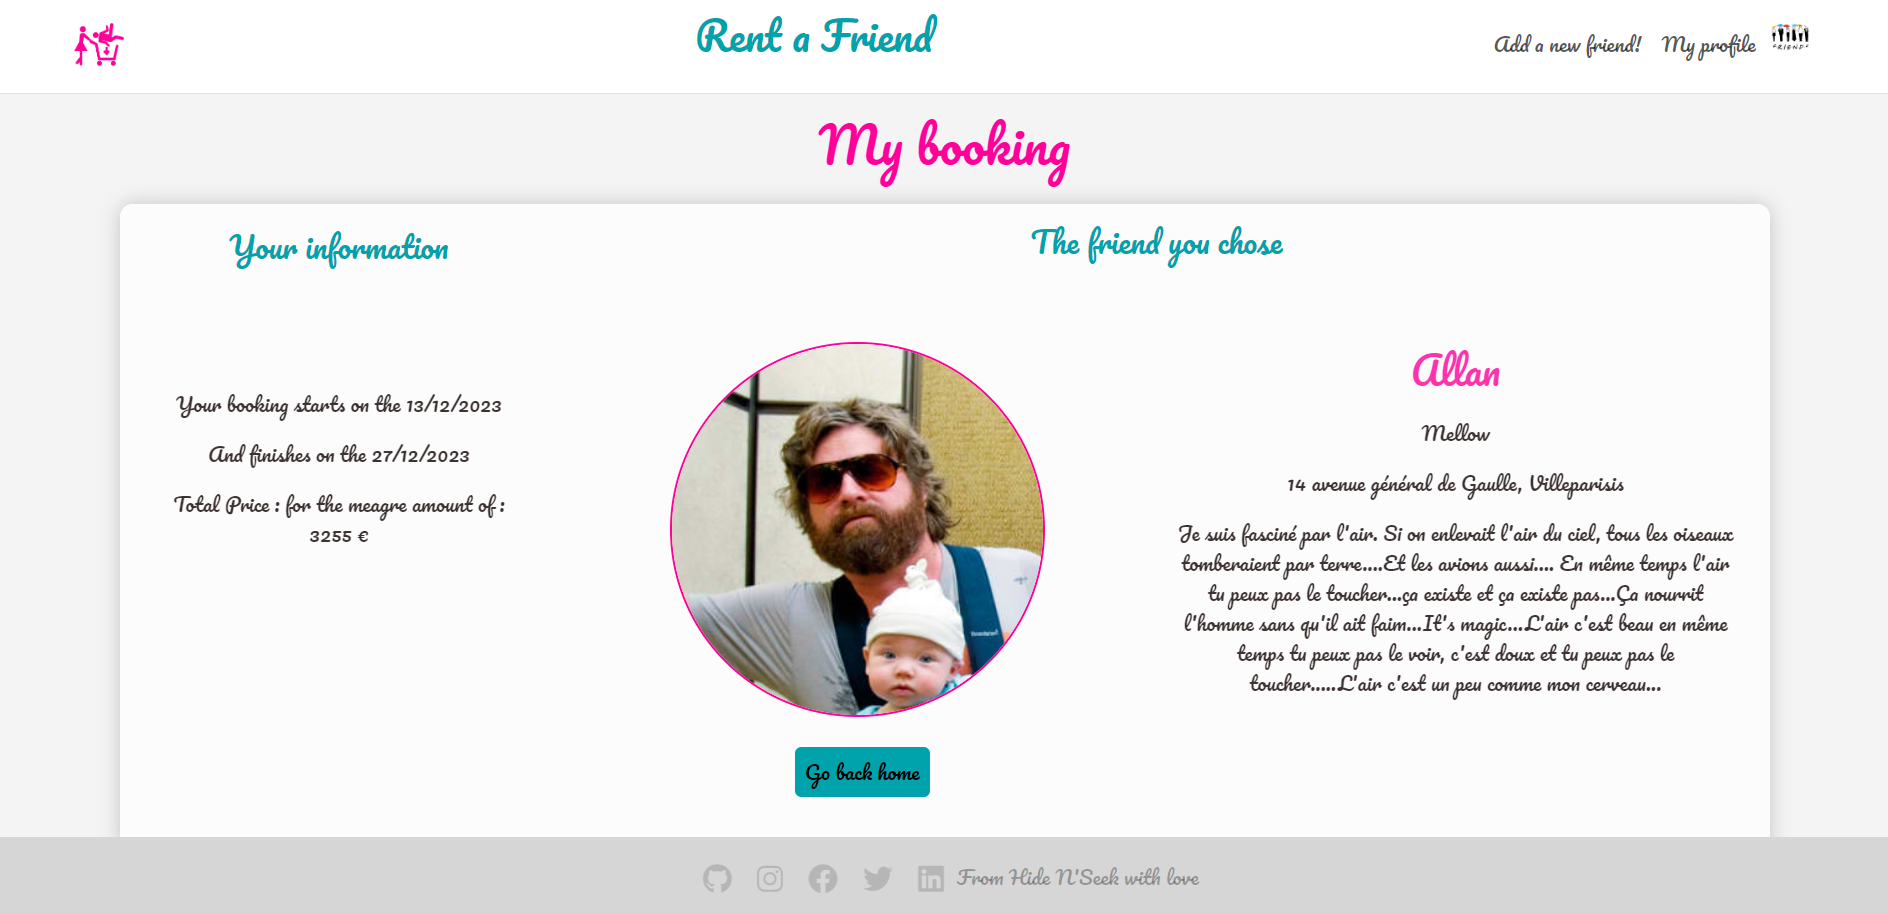 Rent a Friend
Add a new friend!
My profile
FRIENDS
My booking
Your information
Your booking starts on the 13/12/2023
And finishes on the 27/12/2023
Total Price : for the meagre amount of :
3255 €
The friend you chose
Allan
Mellow
14 avenue général de Gaulle, Villeparisis
Je suis fasciné par l'air. Si on enlevait l'air du ciel, tous les oiseaux
tomberaient par terre....Et les avions aussi.... En même temps l'air
tu peux pas le toucher...ça existe et ça existe pas...Ça nourrit
l'homme sans qu'il ait faim...It's magic...L'air c'est beau en même
temps tu peux pas le voir, c'est doux et tu peux pas le
toucher.....L'air c'est un peu comme mon cerveau...
Go back home
From Hide N'Seek with love